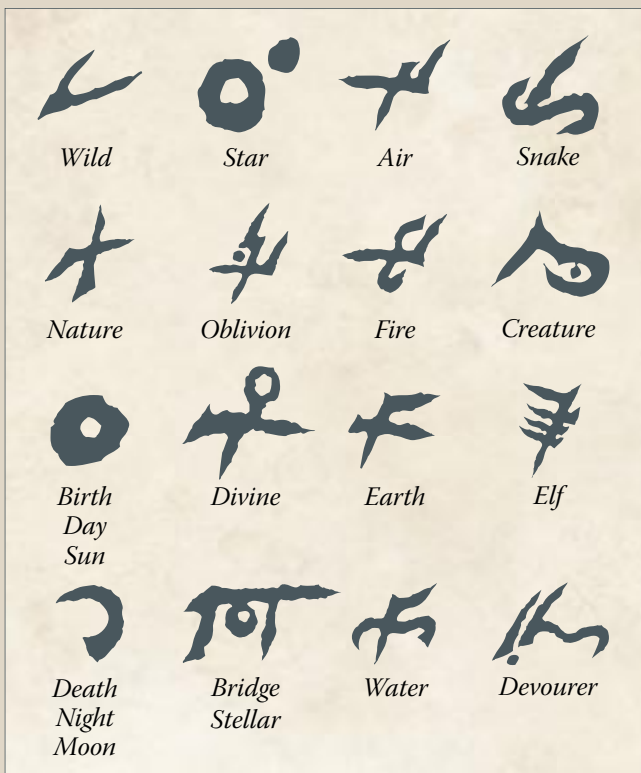 Wild Star Air Snake
Nature Oblivion Fire Creature
Birth Divine Earth Elf
Day
Sun
Death Bridge Water Devourer
Night Stellar
Moon